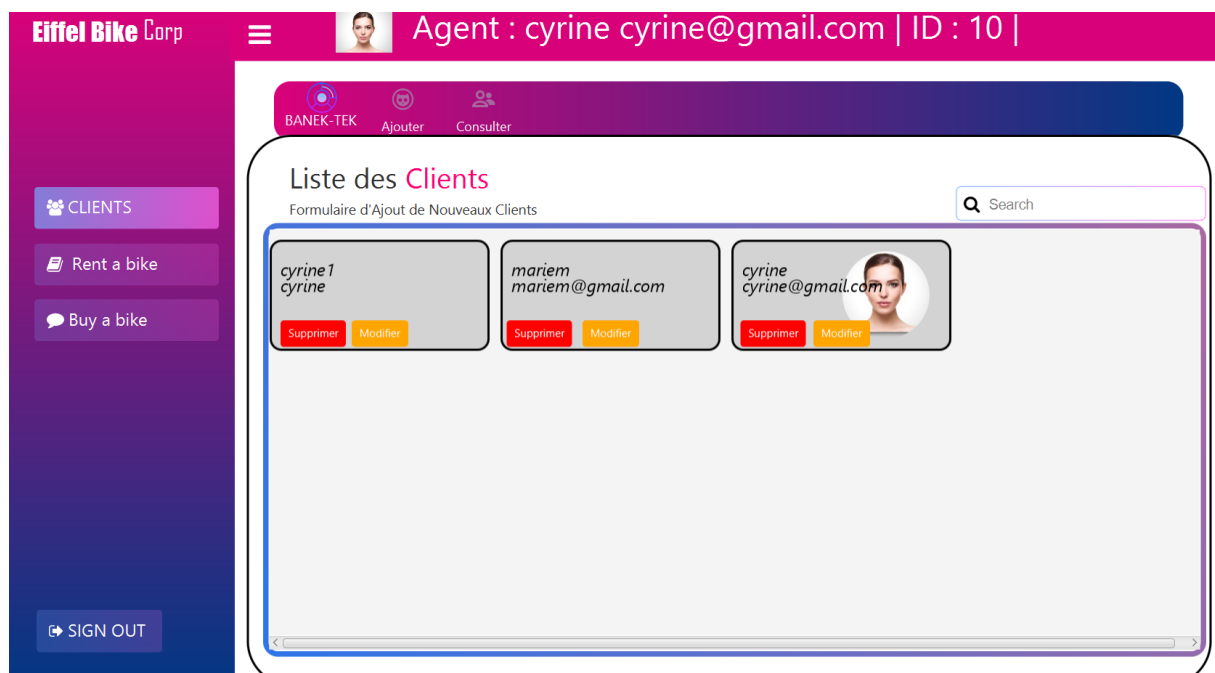 Eiffel Bike Corp
Agent : cyrine cyrine@gmail.com | ID : 10 |
BANEK-TEK Ajouter Consulter
Liste des Clients
Formulaire d'Ajout de Nouveaux Clients
Search
CLIENTS
Rent a bike
Buy a bike
SIGN OUT
cyrine1
cyrine
Supprimer Modifier
mariem
mariem@gmail.com
Supprimer Modifier
cyrine
cyrine@gmail.com
Supprimer Modifier